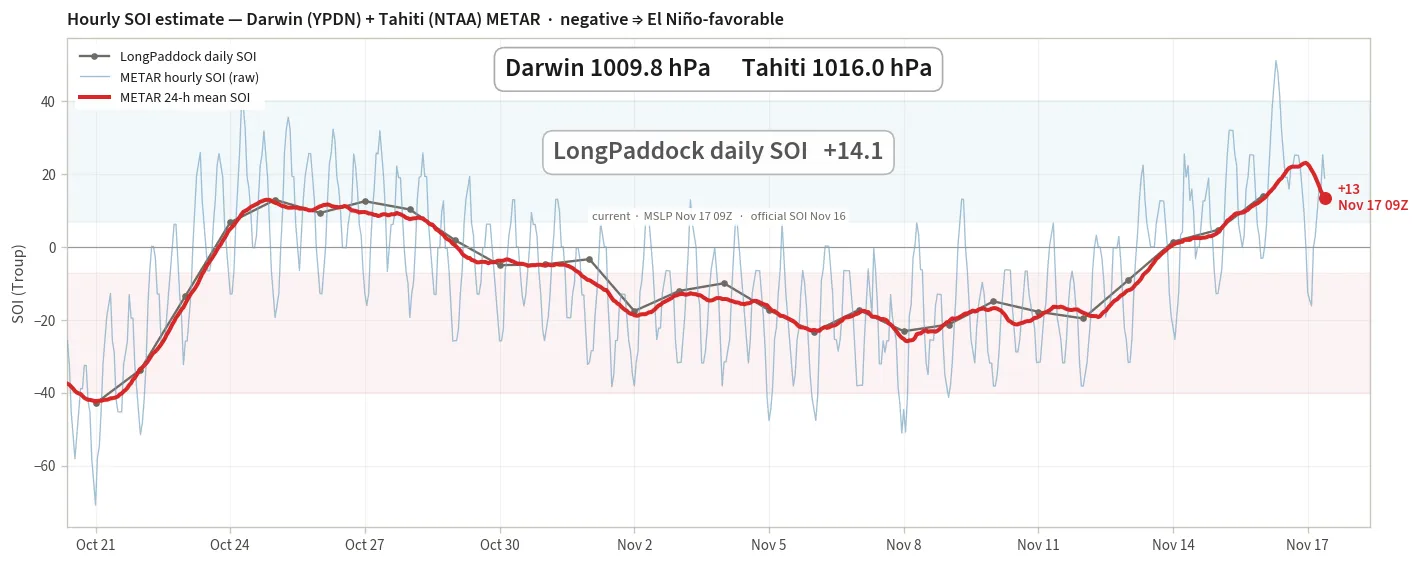 Hourly SOI estimate — Darwin (YPDN) + Tahiti (NTAA) METAR · negative ⇒ El Niño-favorable
LongPaddock daily SOI
METAR hourly SOI (raw)
METAR 24-h mean SOI
Darwin 1009.8 hPa Tahiti 1016.0 hPa
LongPaddock daily SOI +14.1
current · MSLP Nov 17 09Z · official SOI Nov 16
+13
Nov 17 09Z
SOI (Troup)
40
20
0
−20
−40
−60
Oct 21 Oct 24 Oct 27 Oct 30 Nov 2 Nov 5 Nov 8 Nov 11 Nov 14 Nov 17